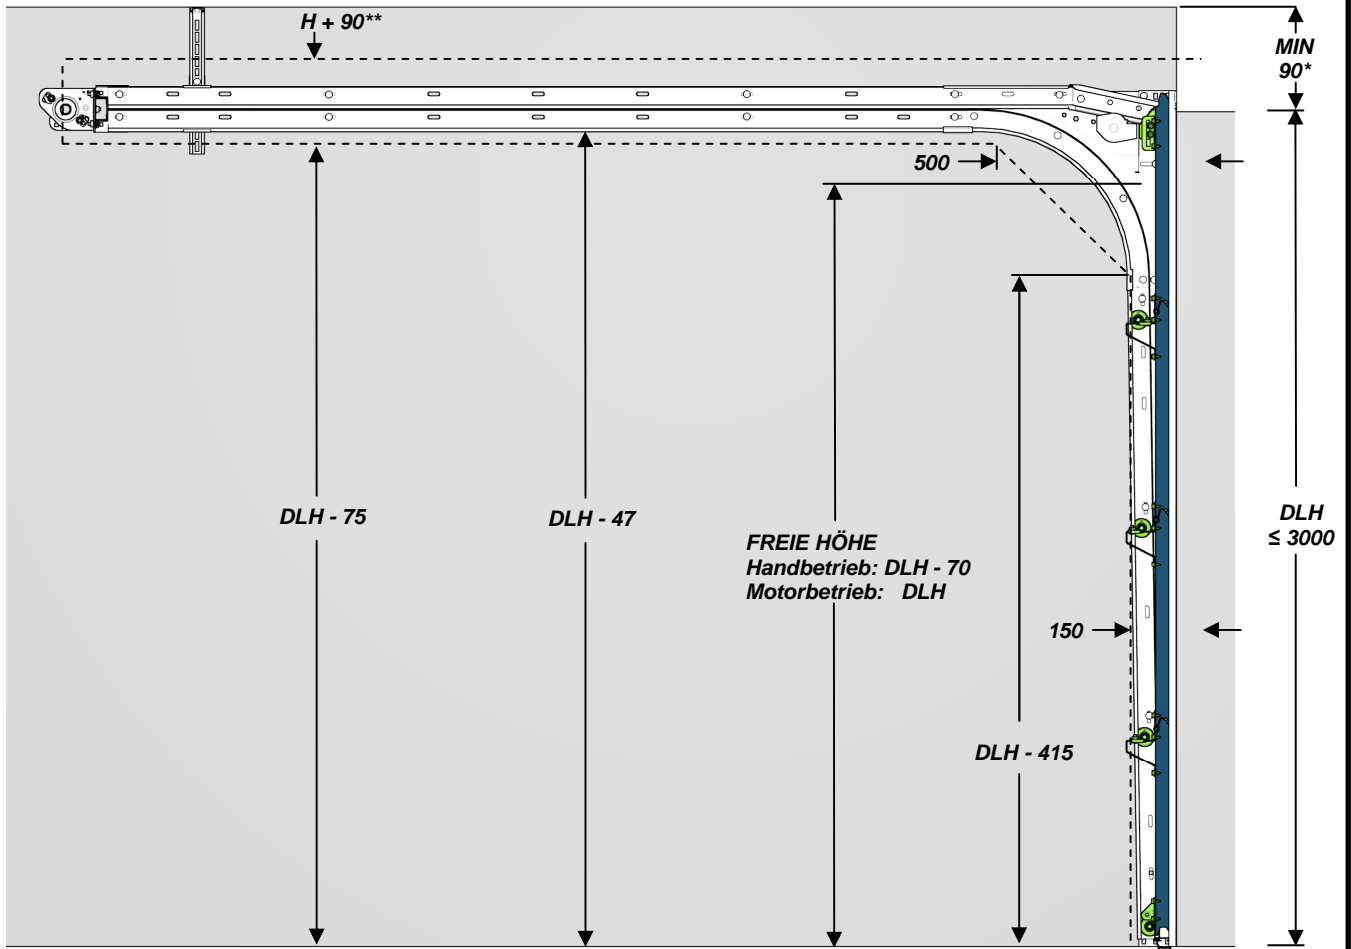 H + 90**
MIN
90*
500
DLH - 75
DLH - 47
FREIE HÖHE
Handbetrieb: DLH - 70
Motorbetrieb: DLH
DLH
≤ 3000
150
DLH - 415